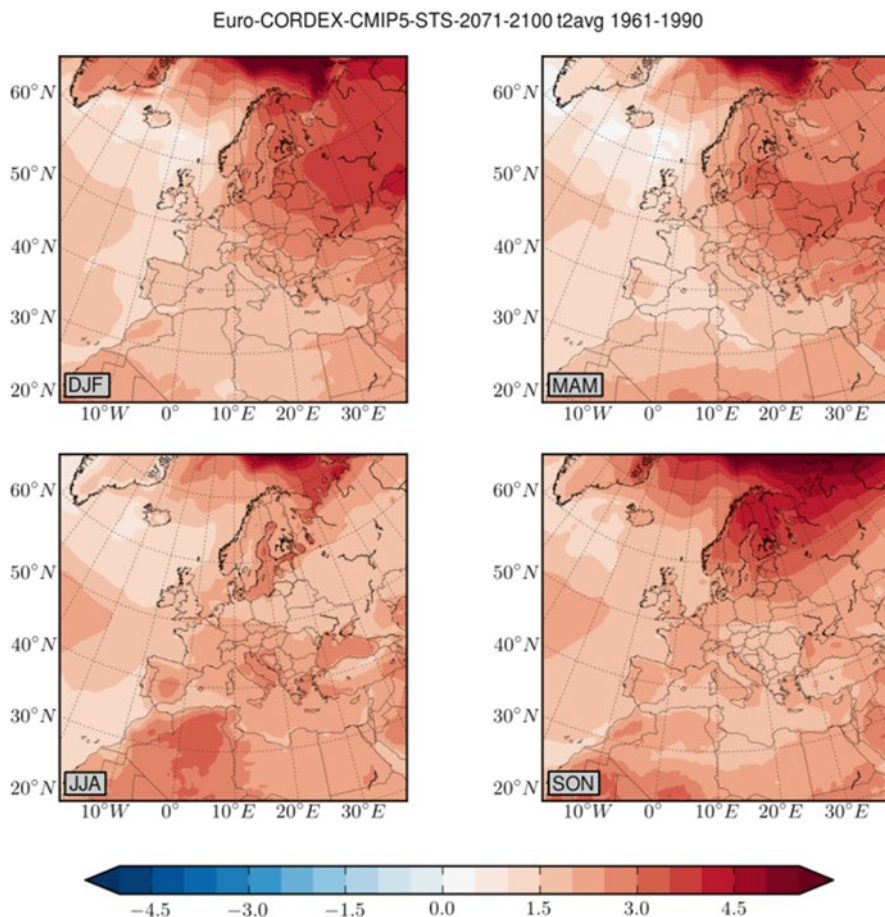 Euro-CORDEX-CMIP5-STS-2071-2100 t2avg 1961-1990
60°N 60°N
50°N 50°N
40°N 40°N
30°N 30°N
20°N DJF 20°N MAM
10°W 0° 10°E 20°E 30°E 10°W 0° 10°E 20°E 30°E
60°N 60°N
50°N 50°N
40°N 40°N
30°N 30°N
20°N JJA 20°N SON
10°W 0° 10°E 20°E 30°E 10°W 0° 10°E 20°E 30°E
−4.5 −3.0 −1.5 0.0 1.5 3.0 4.5